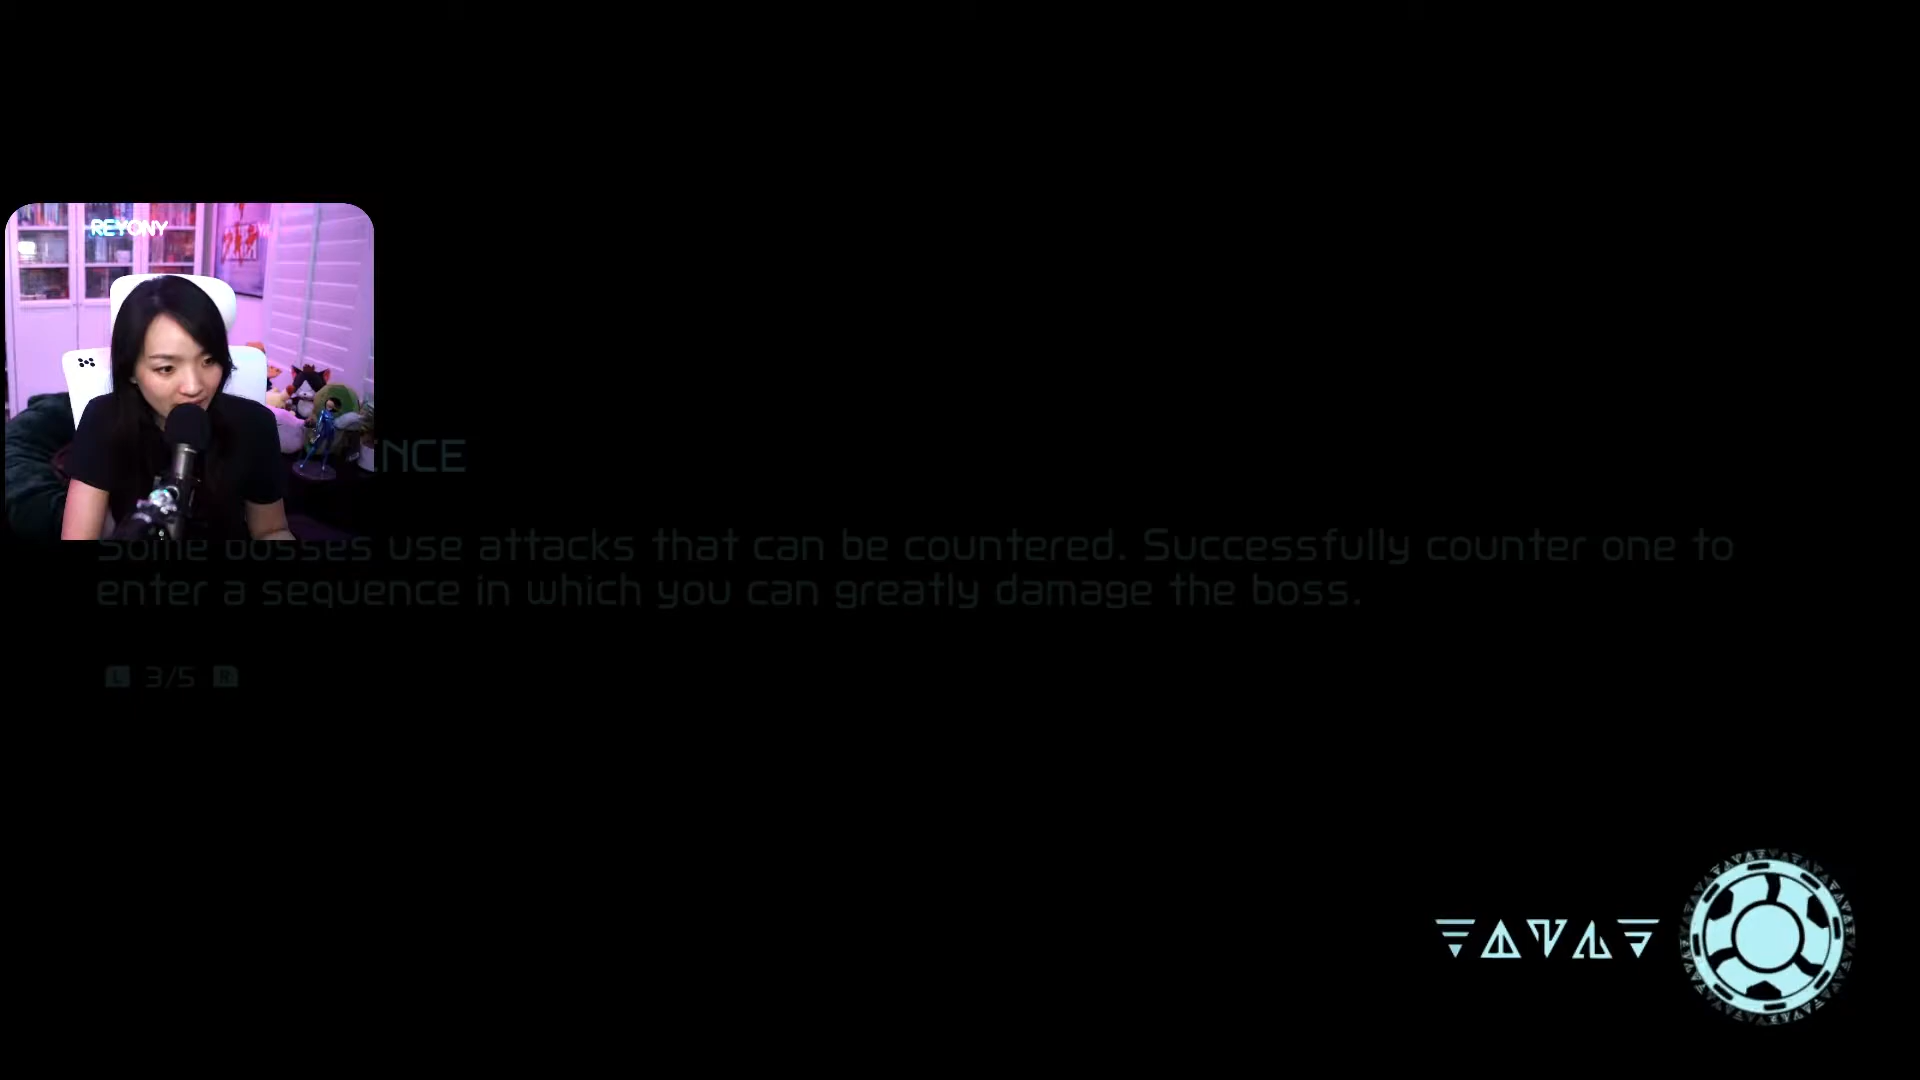 REYONY
NCE
Some bosses use attacks that can be countered. Successfully counter one to
enter a sequence in which you can greatly damage the boss.
L 3/5 R